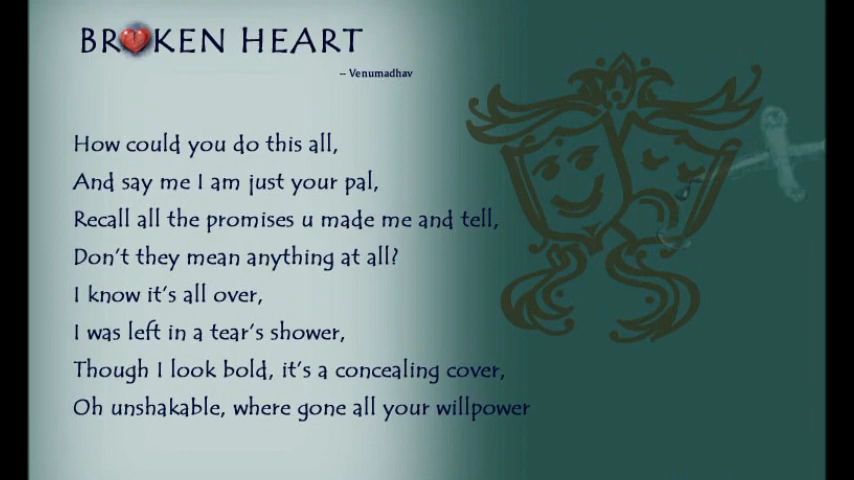 BROKEN HEART
-- Venumadhav
How could you do this all,
And say me I am just your pal,
Recall all the promises u made me and tell,
Don't they mean anything at all?
I know it's all over,
I was left in a tear's shower,
Though I look bold, it's a concealing cover,
Oh unshakable, where gone all your willpower